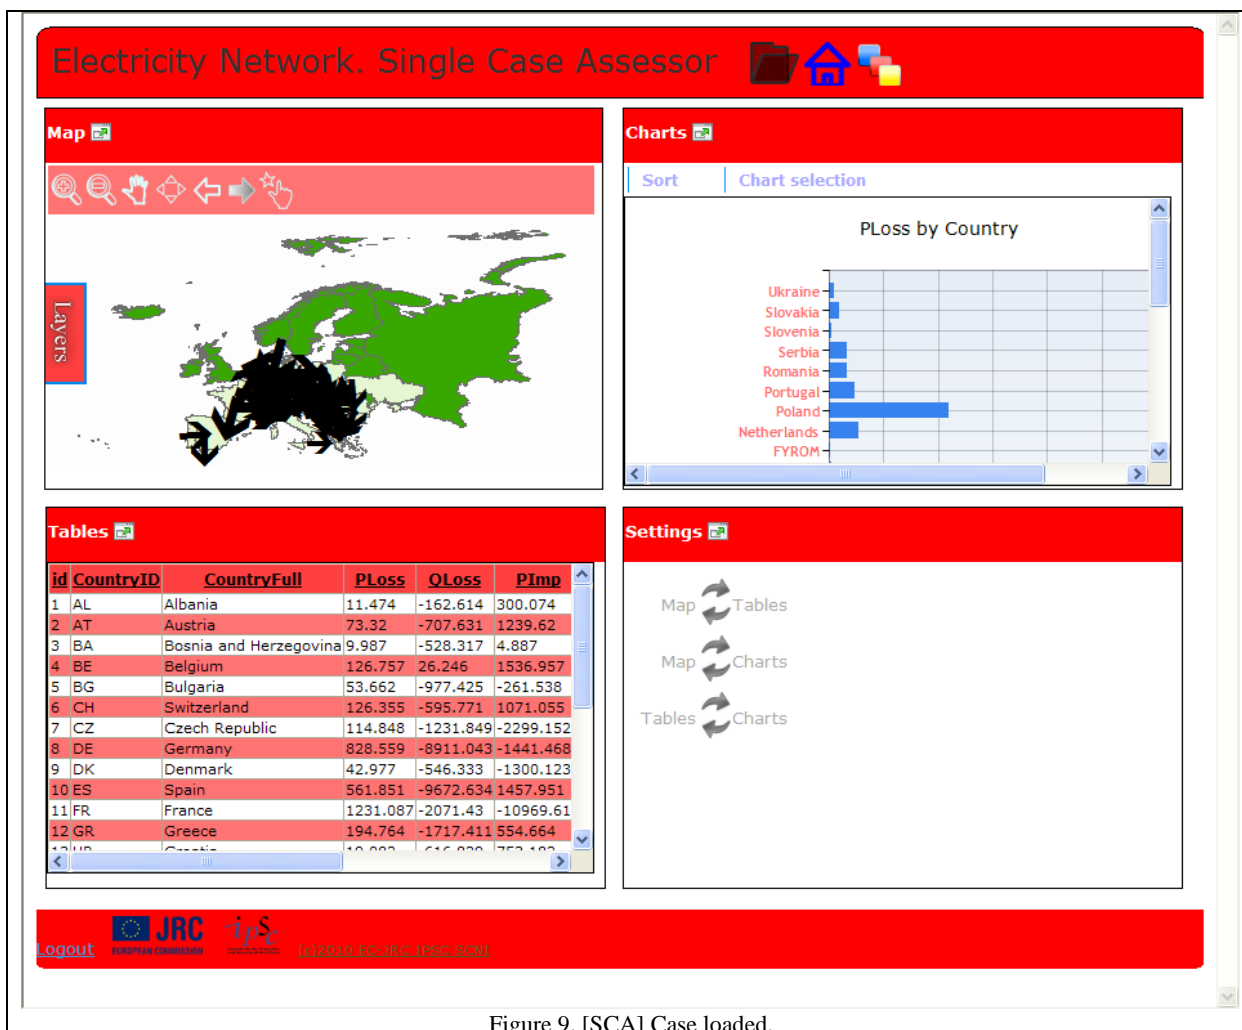 Electricity Network. Single Case Assessor
Map
Layers
Charts
Sort Chart selection
PLoss by Country
Ukraine
Slovakia
Slovenia
Serbia
Romania
Portugal
Poland
Netherlands
FYROM
Tables
id CountryID CountryFull PLoss QLoss PImp
1 AL Albania 11.474 -162.614 300.074
2 AT Austria 73.32 -707.631 1239.62
3 BA Bosnia and Herzegovina 9.987 -528.317 4.887
4 BE Belgium 126.757 26.246 1536.957
5 BG Bulgaria 53.662 -977.425 -261.538
6 CH Switzerland 126.355 -595.771 1071.055
7 CZ Czech Republic 114.848 -1231.849 -2299.152
8 DE Germany 828.559 -8911.043 -1441.468
9 DK Denmark 42.977 -546.333 -1300.123
10 ES Spain 561.851 -9672.634 1457.951
11 FR France 1231.087 -2071.43 -10969.61
12 GR Greece 194.764 -1717.411 554.664
Settings
Map Tables
Map Charts
Tables Charts
Logout
JRC
EUROPEAN COMMISSION
ipsc
(c)2010 EC-JRC IPSC SCNI
Figure 9. [SCA] Case loaded.